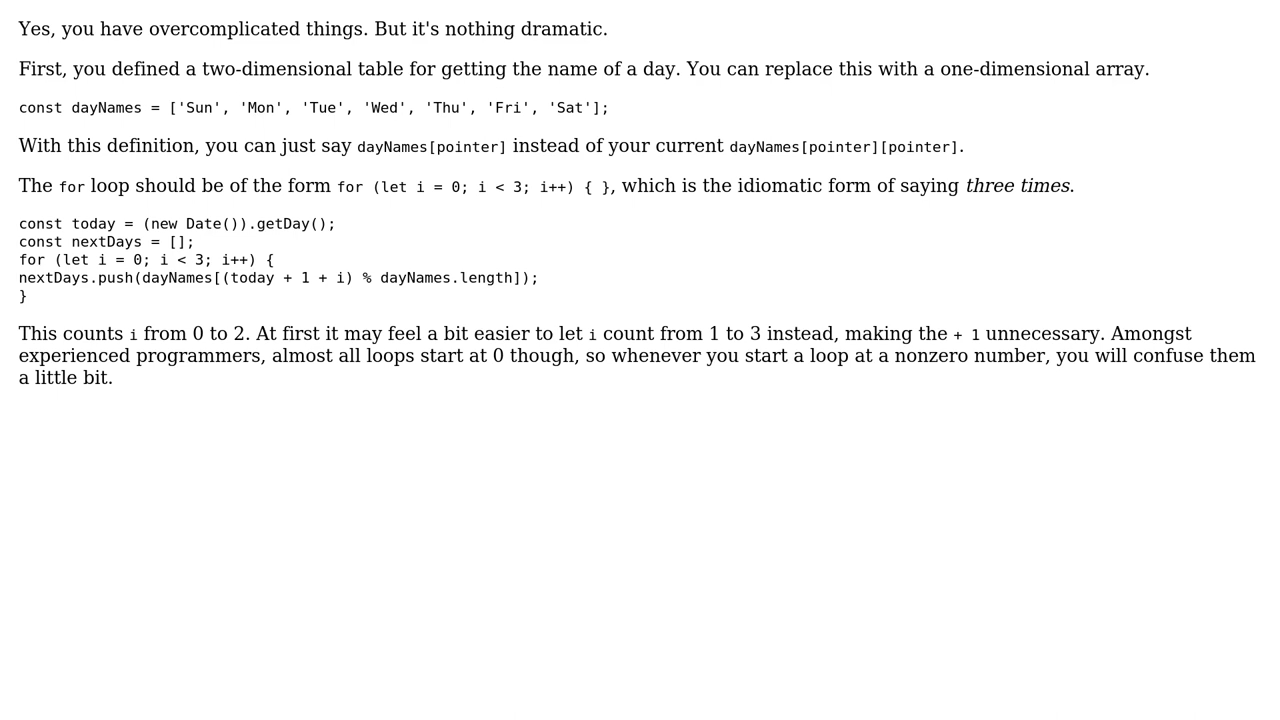 Yes, you have overcomplicated things. But it's nothing dramatic.
First, you defined a two-dimensional table for getting the name of a day. You can replace this with a one-dimensional array.
const dayNames = ['Sun', 'Mon', 'Tue', 'Wed', 'Thu', 'Fri', 'Sat'];
With this definition, you can just say dayNames[pointer] instead of your current dayNames[pointer][pointer].
The for loop should be of the form for (let i = 0; i < 3; i++) { }, which is the idiomatic form of saying three times.
const today = (new Date()).getDay();
const nextDays = [];
for (let i = 0; i < 3; i++) {
nextDays.push(dayNames[(today + 1 + i) % dayNames.length]);
}
This counts i from 0 to 2. At first it may feel a bit easier to let i count from 1 to 3 instead, making the + 1 unnecessary. Amongst
experienced programmers, almost all loops start at 0 though, so whenever you start a loop at a nonzero number, you will confuse them
a little bit.